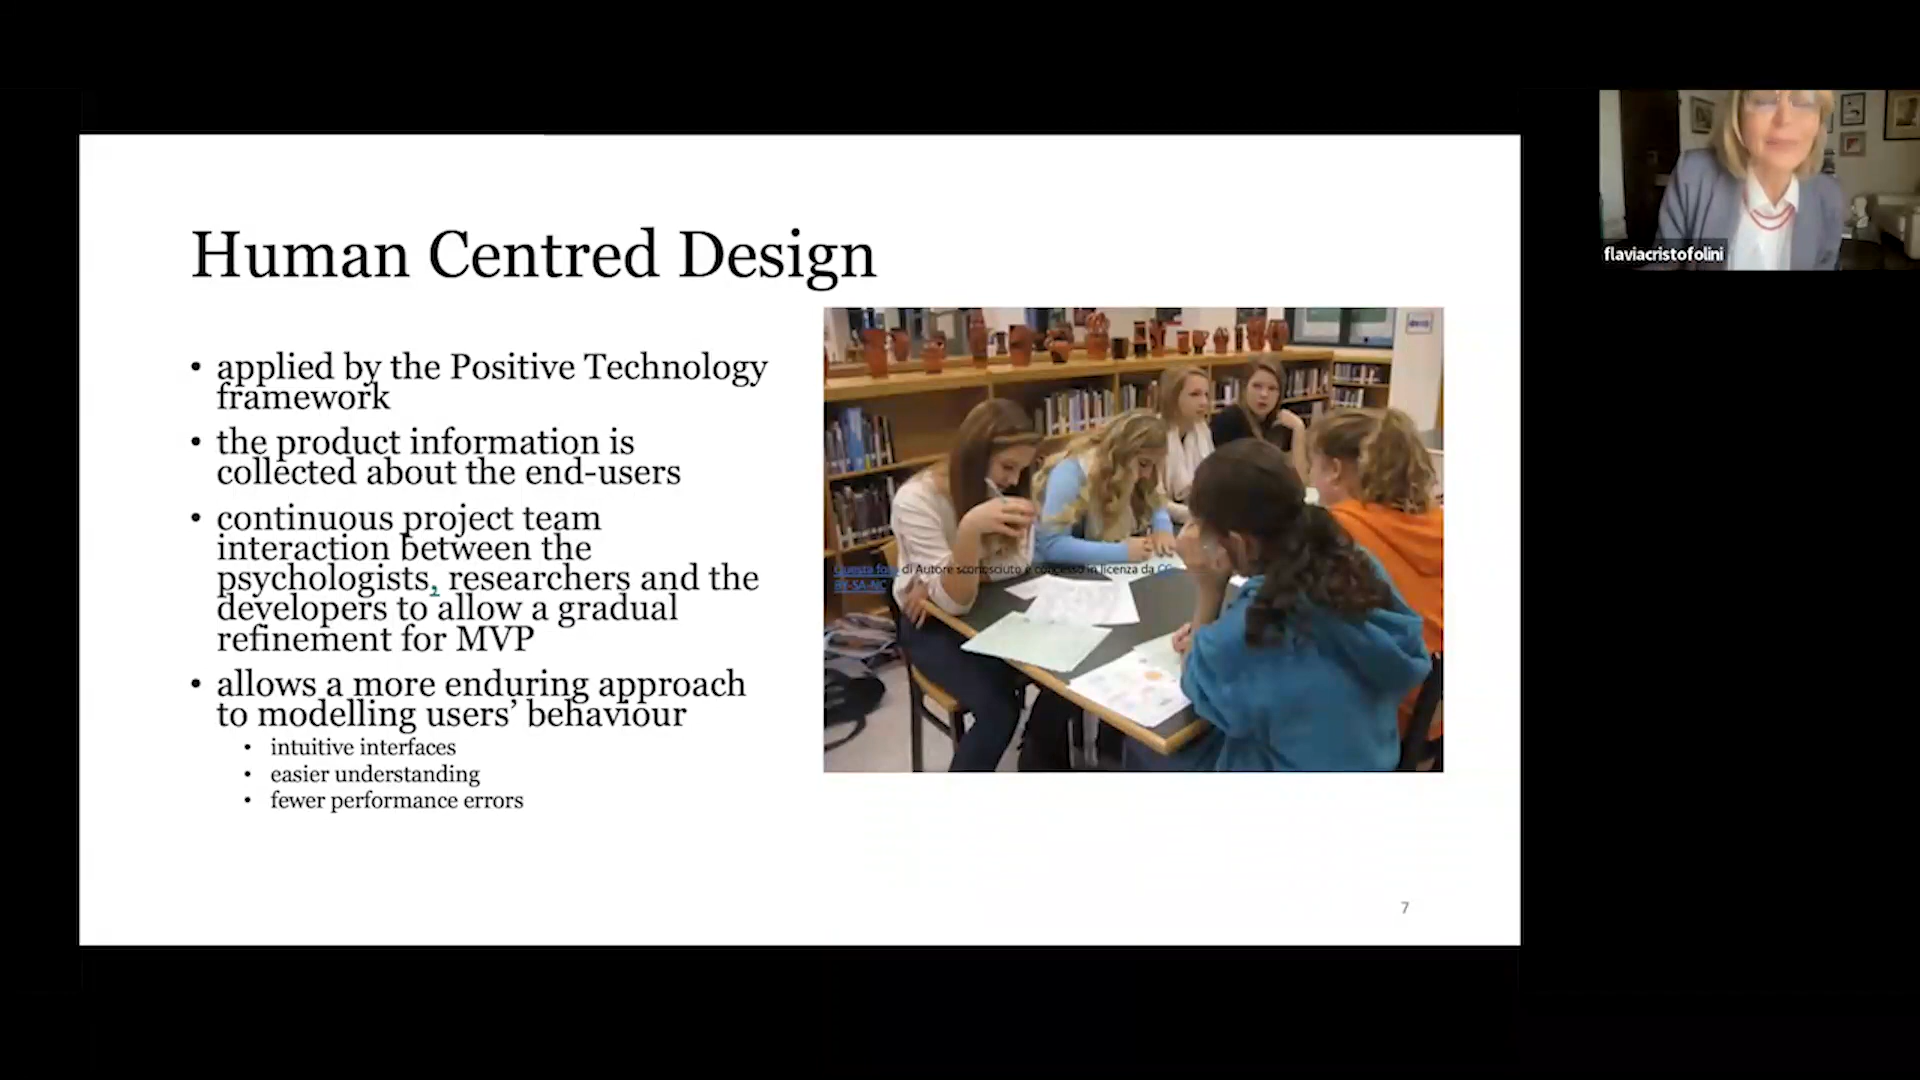 flaviacristofolini
Human Centred Design
• applied by the Positive Technology
framework
• the product information is
collected about the end-users
• continuous project team
interaction between the
psychologists, researchers and the
developers to allow a gradual
refinement for MVP
• allows a more enduring approach
to modelling users’ behaviour
• intuitive interfaces
• easier understanding
• fewer performance errors
Questa foto di Autore sconosciuto è concesso in licenza da CC
BY-SA-NC
7